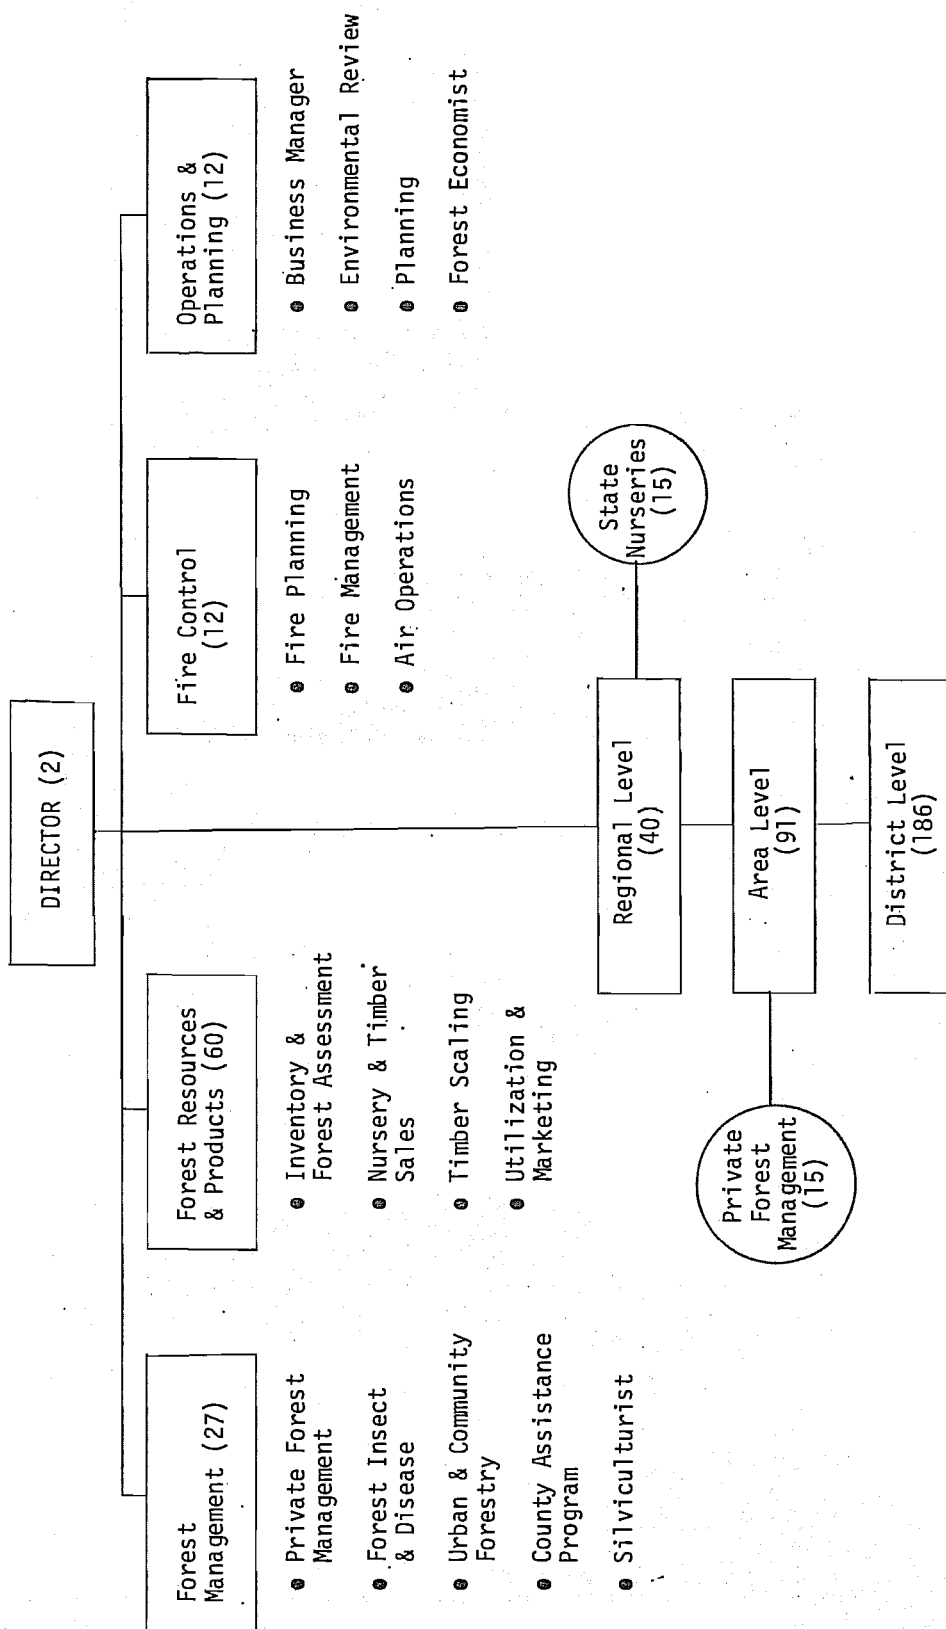 DIRECTOR (2)
Forest
Management (27)
● Private Forest
Management
● Forest Insect
& Disease
● Urban & Community
Forestry
● County Assistance
Program
● Silviculturist
Forest Resources
& Products (60)
● Inventory &
Forest Assessment
● Nursery & Timber
Sales
● Timber Scaling
● Utilization &
Marketing
Fire Control
(12)
● Fire Planning
● Fire Management
● Air Operations
Operations &
Planning (12)
● Business Manager
● Environmental Review
● Planning
● Forest Economist
Regional Level
(40)
State
Nurseries
(15)
Private
Forest
Management
(15)
Area Level
(91)
District Level
(186)